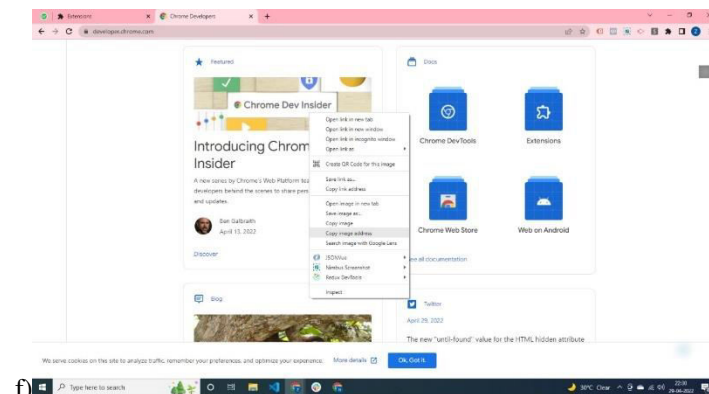 Extensions
Chrome Developers
developer.chrome.com
Featured
Chrome Dev Insider
Introducing Chrom
Insider
A new series by Chrome's Web Platform
developers behind the scenes to share
and updates.
April 13, 2022
Discover
Open link in new tab
Open link in new window
Open link in incognito window
Open link as
Create QR Code for this image
Save link as...
Copy link address
Open image in new tab
Save image as...
Copy image
Copy image address
Search image with Google Lens
Nimbus Screenshot
Redux DevTools
Inspect
Docs
Chrome DevTools
Extensions
Chrome Web Store
Web on Android
See all documentation
Blog
Twitter
April 29, 2022
The new "until-found" value for the HTML hidden attribute
We serve cookies on this site to analyze traffic, remember your preferences, and optimize your experience.
More details
Ok, Got it.
f)
Type here to search
30°C Clear
22:00
29-04-2022